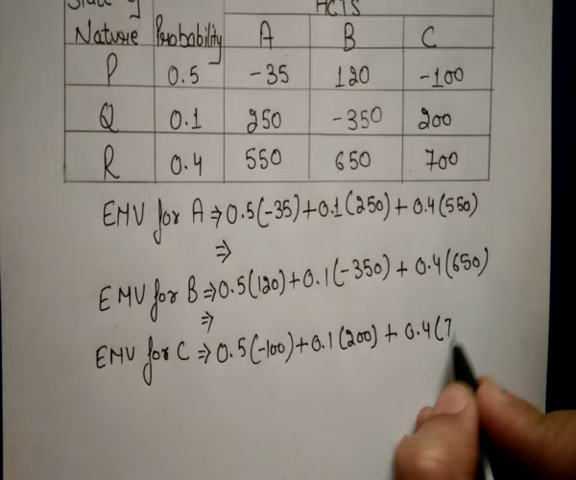 State of ACTS
Nature Probability A B C
P 0.5 -35 120 -100
Q 0.1 250 -350 200
R 0.4 550 650 700
EMV for A ⇒ 0.5(-35)+0.1(250)+0.4(550)
⇒
EMV for B ⇒ 0.5(120)+0.1(-350)+0.4(650)
⇒
EMV for C ⇒ 0.5(-100)+0.1(200)+0.4(7